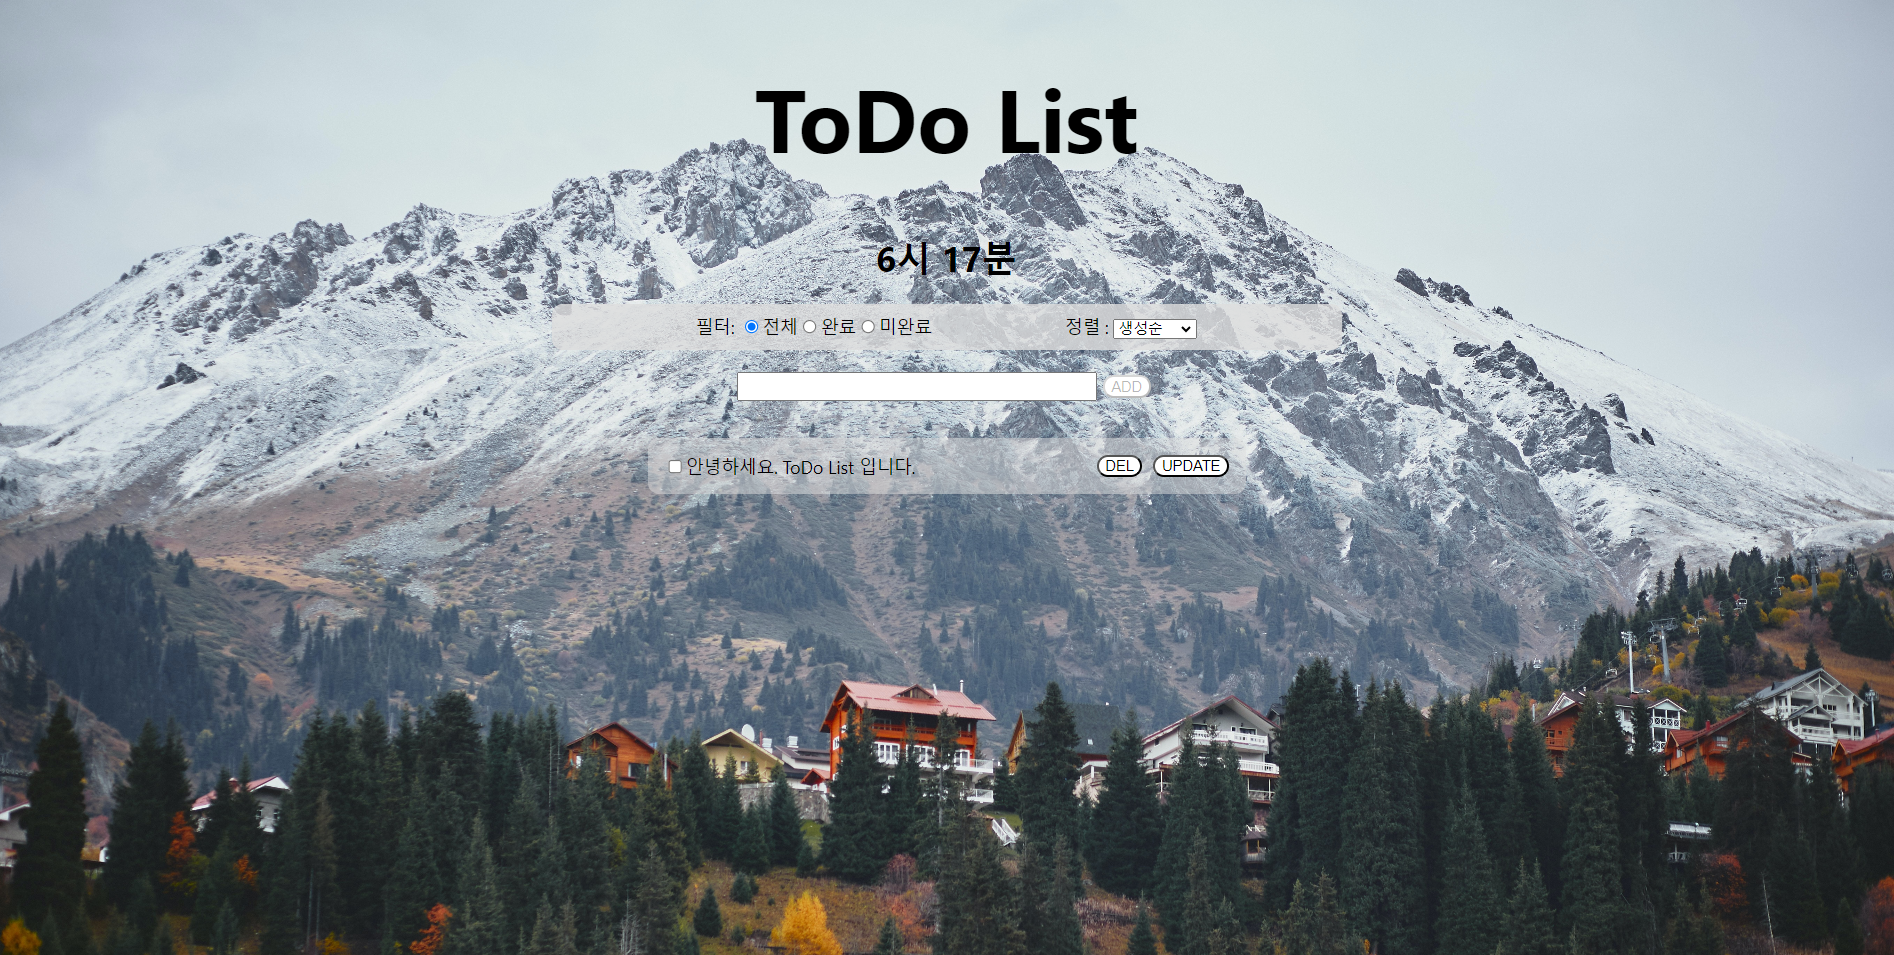 ToDo List
6시 17분
필터: 전체 완료 미완료 정렬 : 생성순
ADD
안녕하세요. ToDo List 입니다. DEL UPDATE